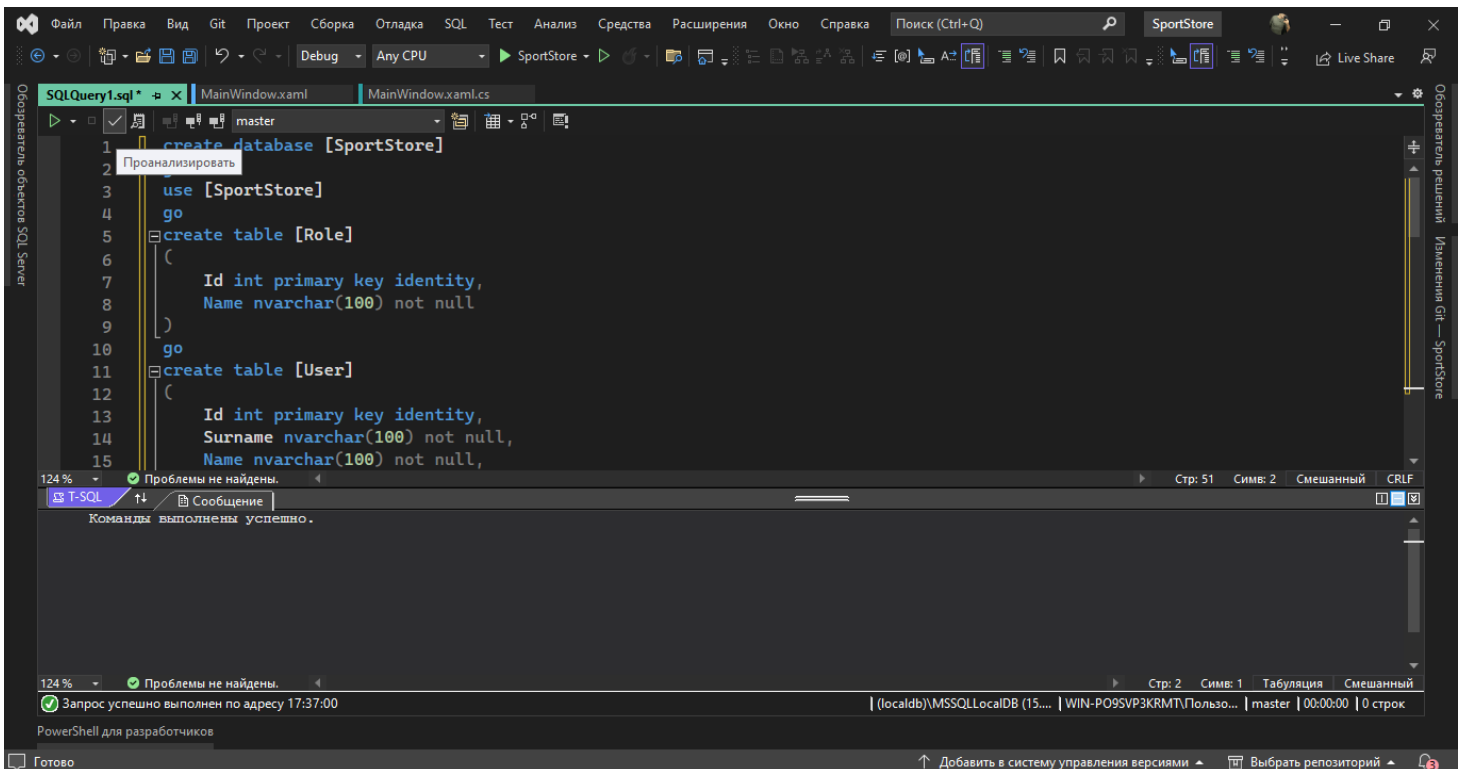 Файл Правка Вид Git Проект Сборка Отладка SQL Тест Анализ Средства Расширения Окно Справка Поиск (Ctrl+Q) SportStore
Debug Any CPU SportStore Live Share
SQLQuery1.sql* MainWindow.xaml MainWindow.xaml.cs
master
1 create database [SportStore]
Проанализировать
2
3 use [SportStore]
4 go
5 create table [Role]
6 (
7 Id int primary key identity,
8 Name nvarchar(100) not null
9 )
10 go
11 create table [User]
12 (
13 Id int primary key identity,
14 Surname nvarchar(100) not null,
15 Name nvarchar(100) not null,
124 % Проблемы не найдены. Стр: 51 Симв: 2 Смешанный CRLF
T-SQL Сообщение
Команды выполнены успешно.
124 % Проблемы не найдены. Стр: 2 Симв: 1 Табуляция Смешанный
Запрос успешно выполнен по адресу 17:37:00 (localdb)\MSSQLLocalDB (15.... WIN-PO9SVP3KRMT\Пользо... master 00:00:00 0 строк
PowerShell для разработчиков
Готово Добавить в систему управления версиями Выбрать репозиторий 3
Обозреватель объектов SQL Server
Обозреватель решений
Изменения Git — SportStore